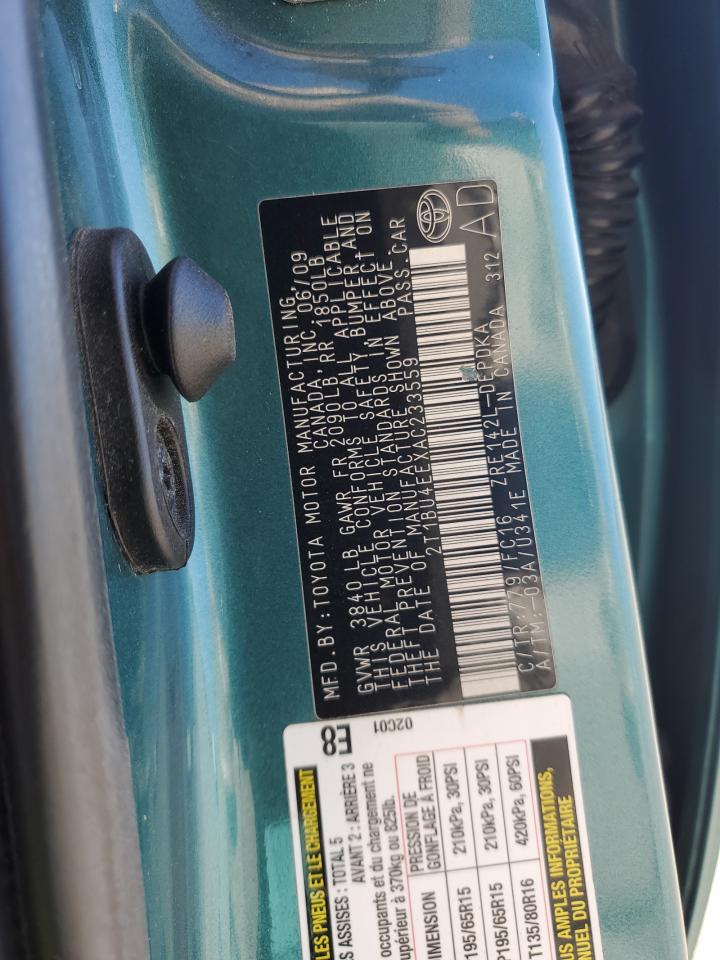 MFD. BY: TOYOTA MOTOR MANUFACTURING,
CANADA, INC. 06/09
GVWR 3840 LB GAWR FR 2090LB, RR 1850LB
THIS VEHICLE CONFORMS TO ALL APPLICABLE
FEDERAL MOTOR VEHICLE SAFETY, BUMPER AND
THEFT PREVENTION STANDARDS IN EFFECT ON
THE DATE OF MANUFACTURE SHOWN ABOVE.
2T1BU4EEXAC233559 PASS. CAR
AD
C/TR:779/FC16 ZRE142L-DEPDKA
A/TM:-03A/U341E MADE IN CANADA 312
E8
02C01
LES PNEUS ET LE CHARGEMENT
ASSISES : TOTAL 5
AVANT 2 : ARRIÈRE 3
occupants et du chargement ne
370kg ou 825lb.
PRESSION DE
GONFLAGE À FROID
195/65R15 210kPa, 30PSI
P195/65R15 210kPa, 30PSI
T135/80R16 420kPa, 60PSI
AMPLES INFORMATIONS,
DU PROPRIÉTAIRE